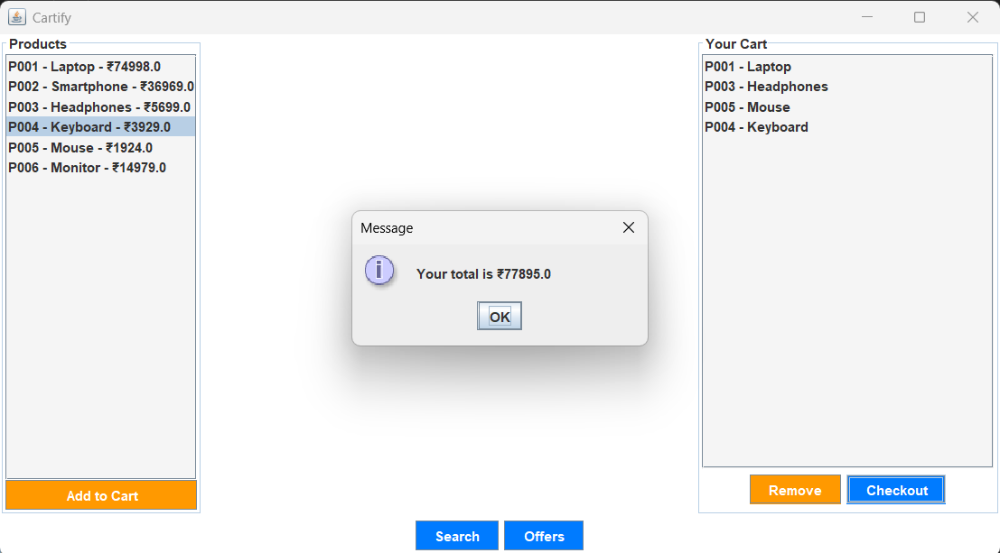 Cartify
Products
P001 - Laptop - ₹74998.0
P002 - Smartphone - ₹36969.0
P003 - Headphones - ₹5699.0
P004 - Keyboard - ₹3929.0
P005 - Mouse - ₹1924.0
P006 - Monitor - ₹14979.0
Add to Cart
Message
Your total is ₹77895.0
OK
Your Cart
P001 - Laptop
P003 - Headphones
P005 - Mouse
P004 - Keyboard
Remove
Checkout
Search
Offers